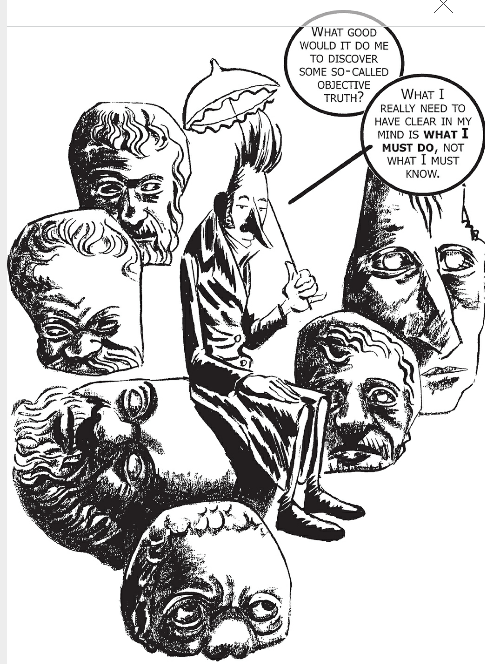 WHAT GOOD
WOULD IT DO ME
TO DISCOVER
SOME SO-CALLED
OBJECTIVE
TRUTH?
WHAT I
REALLY NEED TO
HAVE CLEAR IN MY
MIND IS WHAT I
MUST DO, NOT
WHAT I MUST
KNOW.